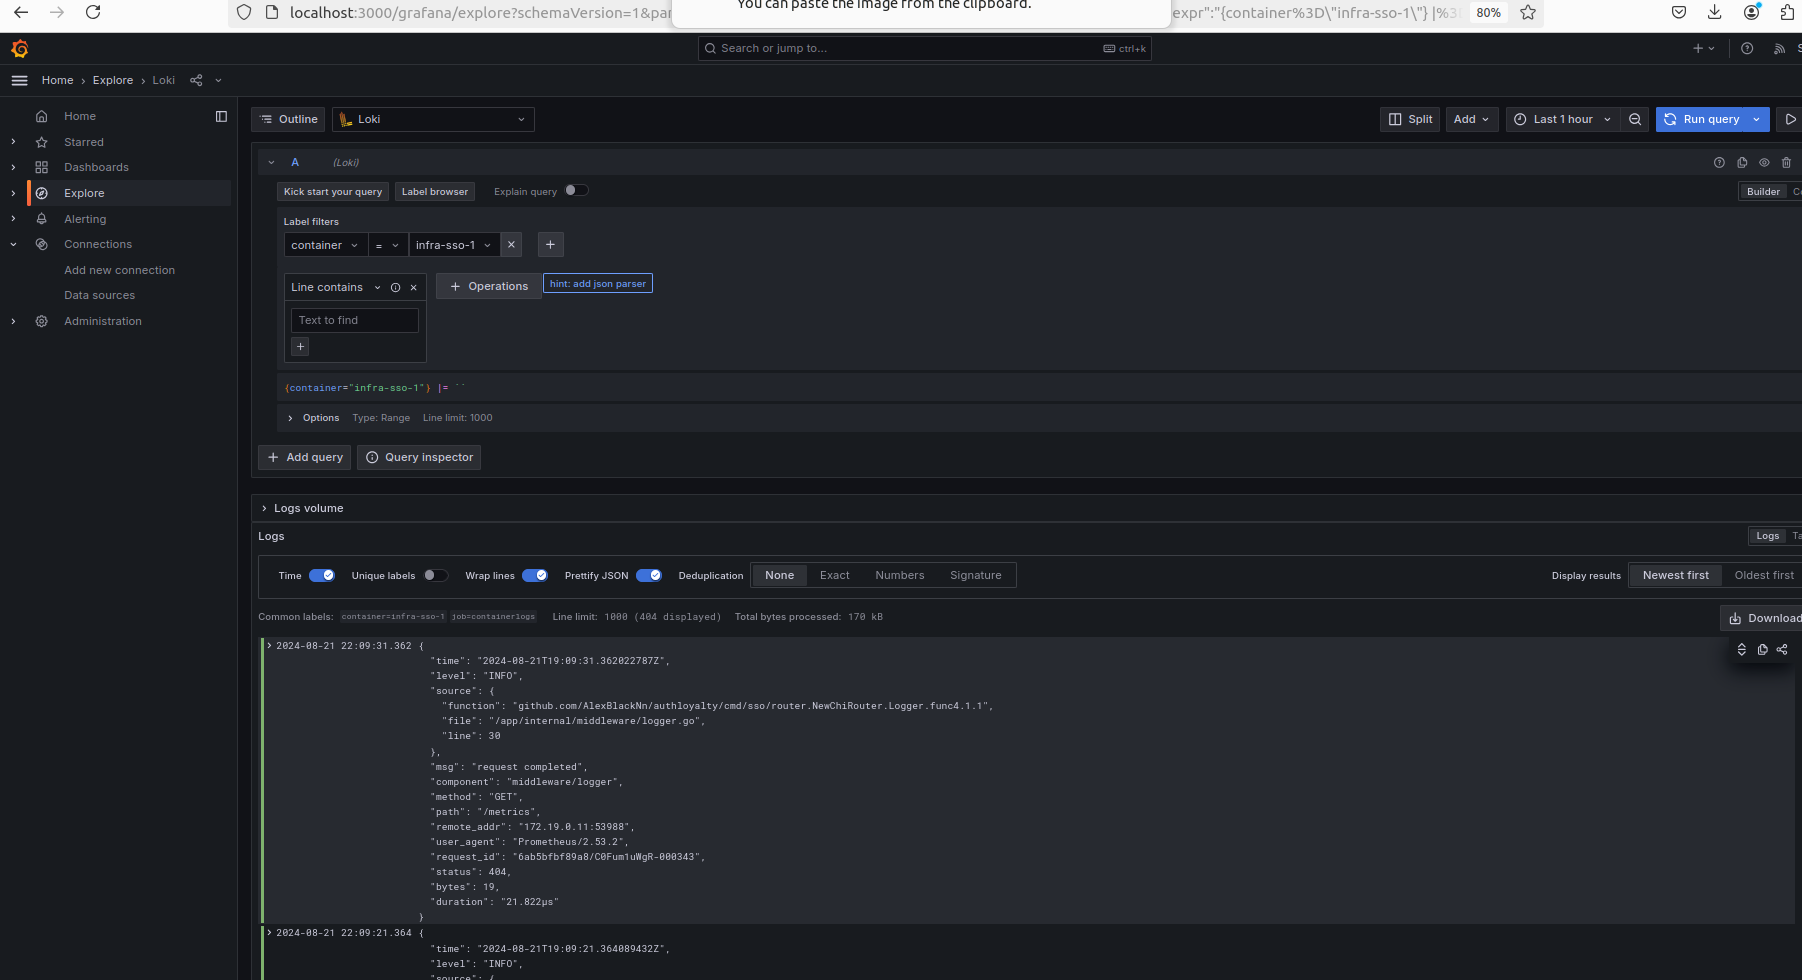 You can paste the image from the clipboard.
localhost:3000/grafana/explore?schemaVersion=1&par
expr":"{container%3D\"infra-sso-1\"} |%3
80%
Search or jump to...
ctrl+k
Home › Explore › Loki
Home
Starred
Dashboards
Explore
Alerting
Connections
Add new connection
Data sources
Administration
Outline
Loki
Split
Add
Last 1 hour
Run query
A (Loki)
Kick start your query
Label browser
Explain query
Builder
Label filters
container
=
infra-sso-1
Line contains
Operations
hint: add json parser
Text to find
{container="infra-sso-1"} |= ``
Options Type: Range Line limit: 1000
Add query
Query inspector
Logs volume
Logs
Logs
Time
Unique labels
Wrap lines
Prettify JSON
Deduplication
None
Exact
Numbers
Signature
Display results
Newest first
Oldest first
Common labels: container=infra-sso-1 job=containerlogs Line limit: 1000 (404 displayed) Total bytes processed: 170 kB
Download
2024-08-21 22:09:31.362 {
"time": "2024-08-21T19:09:31.362022787Z",
"level": "INFO",
"source": {
"function": "github.com/AlexBlackNn/authloyalty/cmd/sso/router.NewChiRouter.Logger.func4.1.1",
"file": "/app/internal/middleware/logger.go",
"line": 30
},
"msg": "request completed",
"component": "middleware/logger",
"method": "GET",
"path": "/metrics",
"remote_addr": "172.19.0.11:53988",
"user_agent": "Prometheus/2.53.2",
"request_id": "6ab5bfbf89a8/C0Fum1uWgR-000343",
"status": 404,
"bytes": 19,
"duration": "21.822µs"
}
2024-08-21 22:09:21.364 {
"time": "2024-08-21T19:09:21.364089432Z",
"level": "INFO",
"source": {